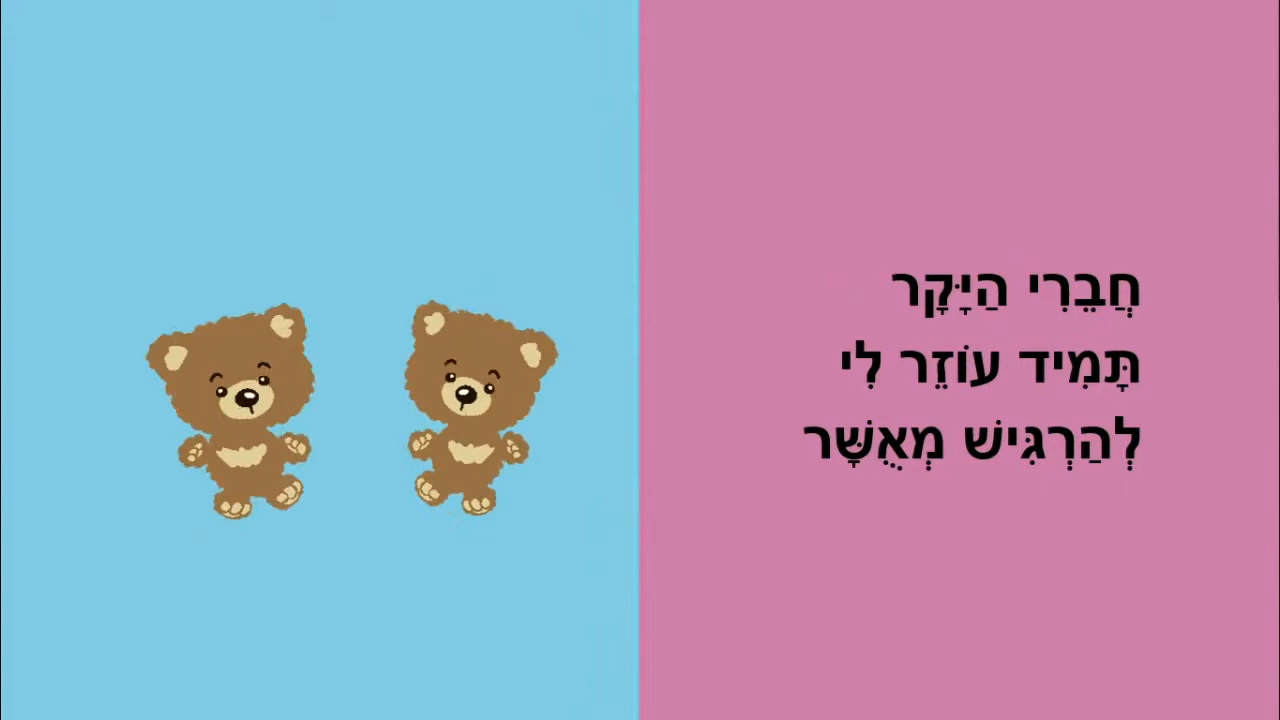 חֲבֵרִי הַיָּקָר
תָּמִיד עוֹזֵר לִי
לְהַרְגִּישׁ מְאֻשָּׁר